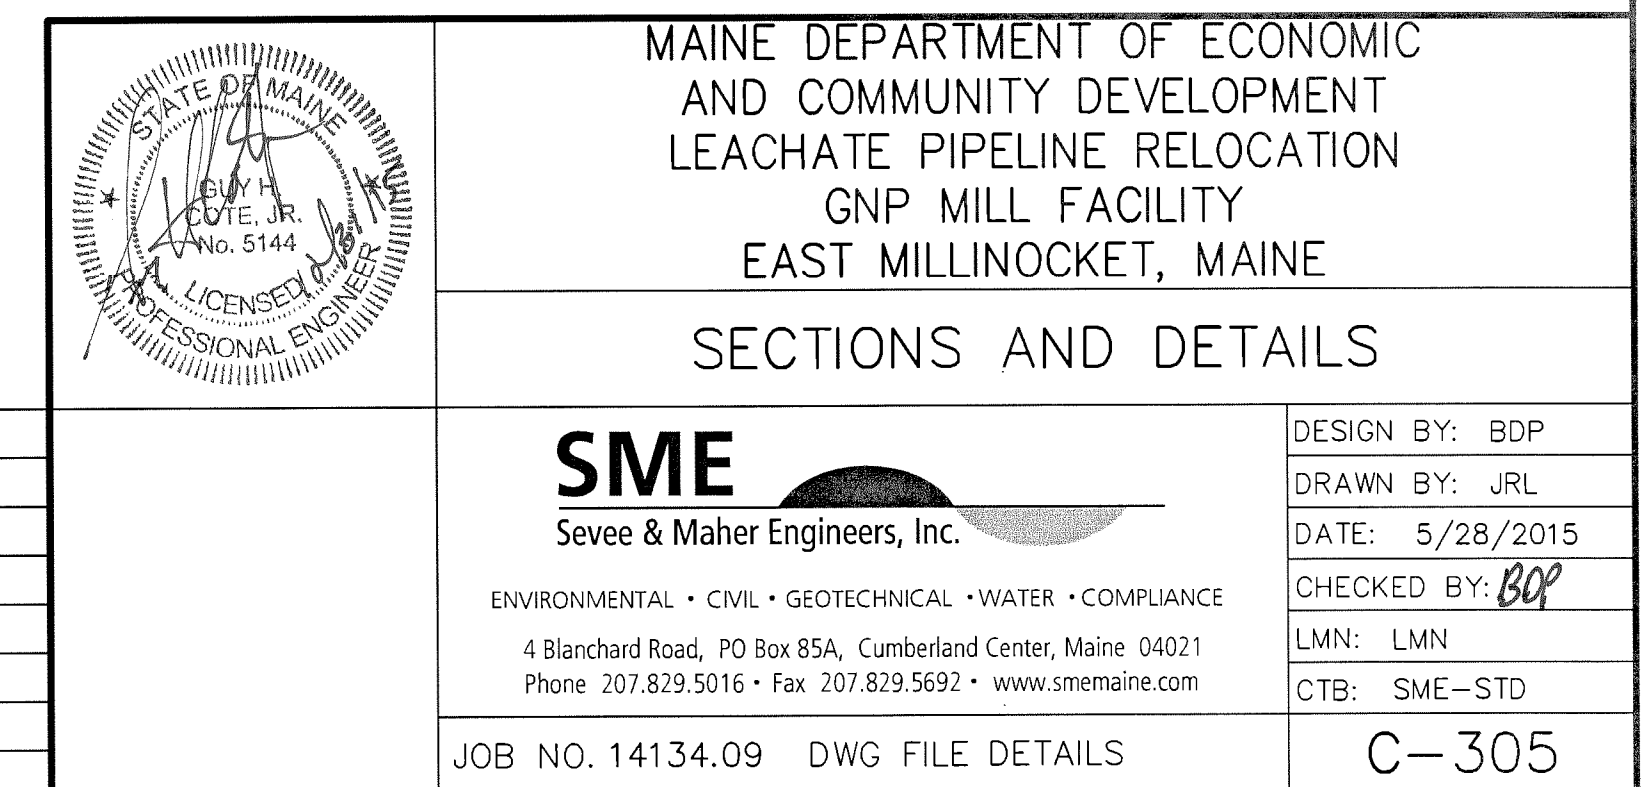 STATE OF MAINE
GUY H.
COTE, JR.
No. 5144
LICENSED
PROFESSIONAL ENGINEER
MAINE DEPARTMENT OF ECONOMIC
AND COMMUNITY DEVELOPMENT
LEACHATE PIPELINE RELOCATION
GNP MILL FACILITY
EAST MILLINOCKET, MAINE
SECTIONS AND DETAILS
SME
Sevee & Maher Engineers, Inc.
ENVIRONMENTAL • CIVIL • GEOTECHNICAL • WATER • COMPLIANCE
4 Blanchard Road, PO Box 85A, Cumberland Center, Maine 04021
Phone 207.829.5016 • Fax 207.829.5692 • www.smemaine.com
DESIGN BY: BDP
DRAWN BY: JRL
DATE: 5/28/2015
CHECKED BY: BDP
LMN: LMN
CTB: SME-STD
JOB NO. 14134.09 DWG FILE DETAILS
C-305